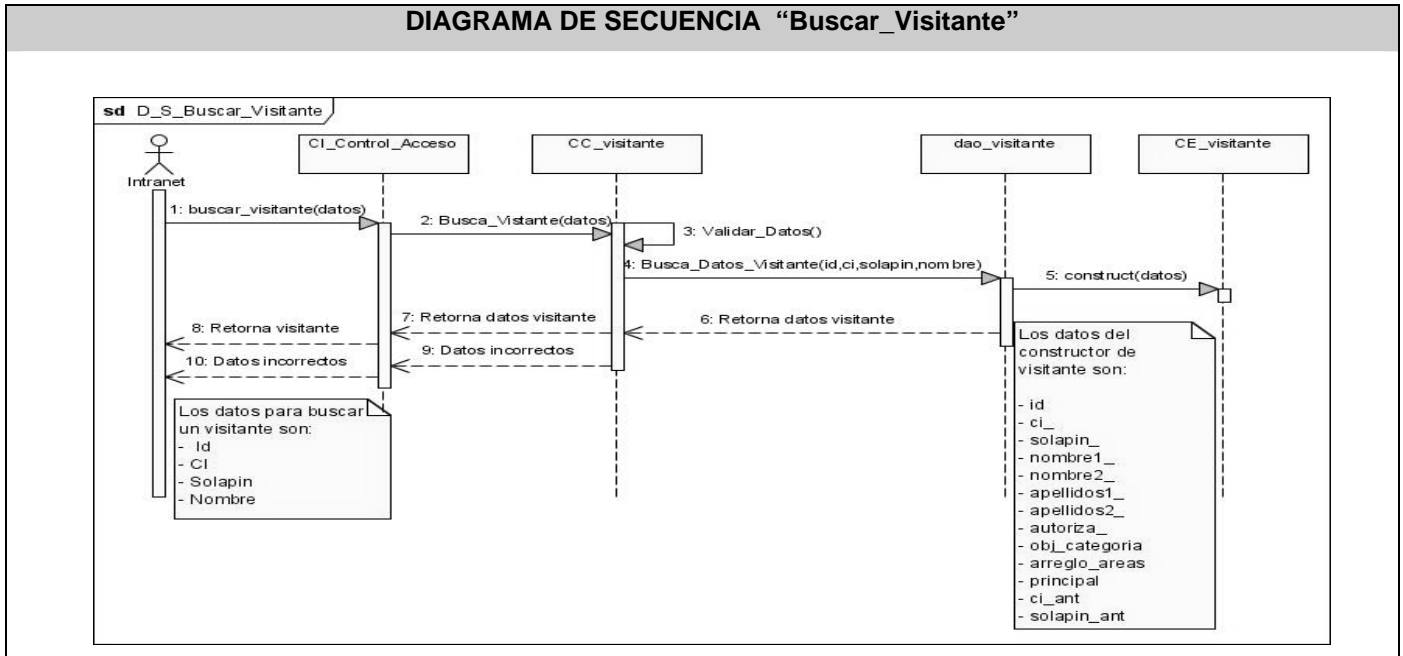 DIAGRAMA DE SECUENCIA “Buscar_Visitante”
sd D_S_Buscar_Visitante
Intranet
CI_Control_Acceso
CC_visitante
dao_visitante
CE_visitante
1: buscar_visitante(datos)
2: Busca_Vistante(datos)
3: Validar_Datos()
4: Busca_Datos_Visitante(id,ci,solapin,nombre)
5: construct(datos)
6: Retorna datos visitante
7: Retorna datos visitante
8: Retorna visitante
9: Datos incorrectos
10: Datos incorrectos
Los datos para buscar
un visitante son:
- Id
- CI
- Solapin
- Nombre
Los datos del
constructor de
visitante son:
- id
- ci_
- solapin_
- nombre1_
- nombre2_
- apellidos1_
- apellidos2_
- autoriza_
- obj_categoria
- arreglo_areas
- principal
- ci_ant
- solapin_ant